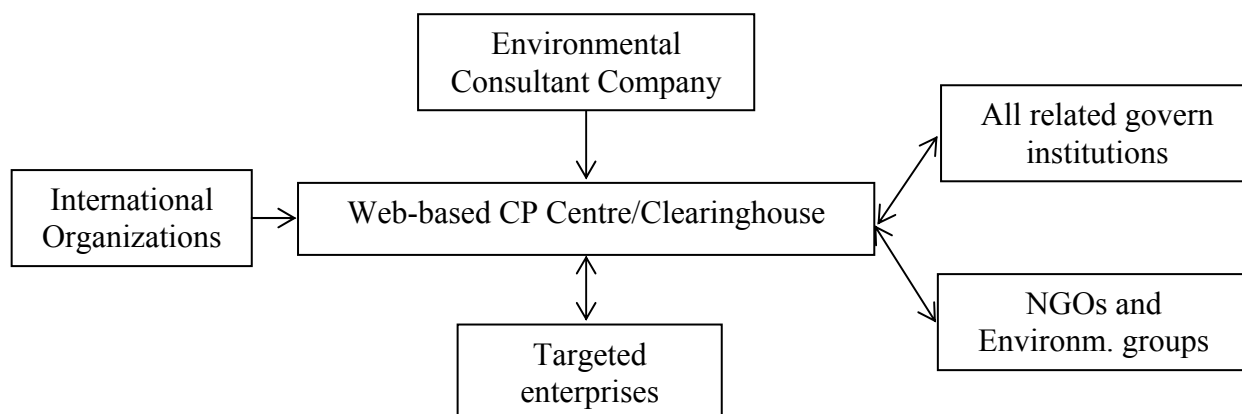 Environmental
Consultant Company
All related govern
institutions
International
Organizations
Web-based CP Centre/Clearinghouse
NGOs and
Environm. groups
Targeted
enterprises